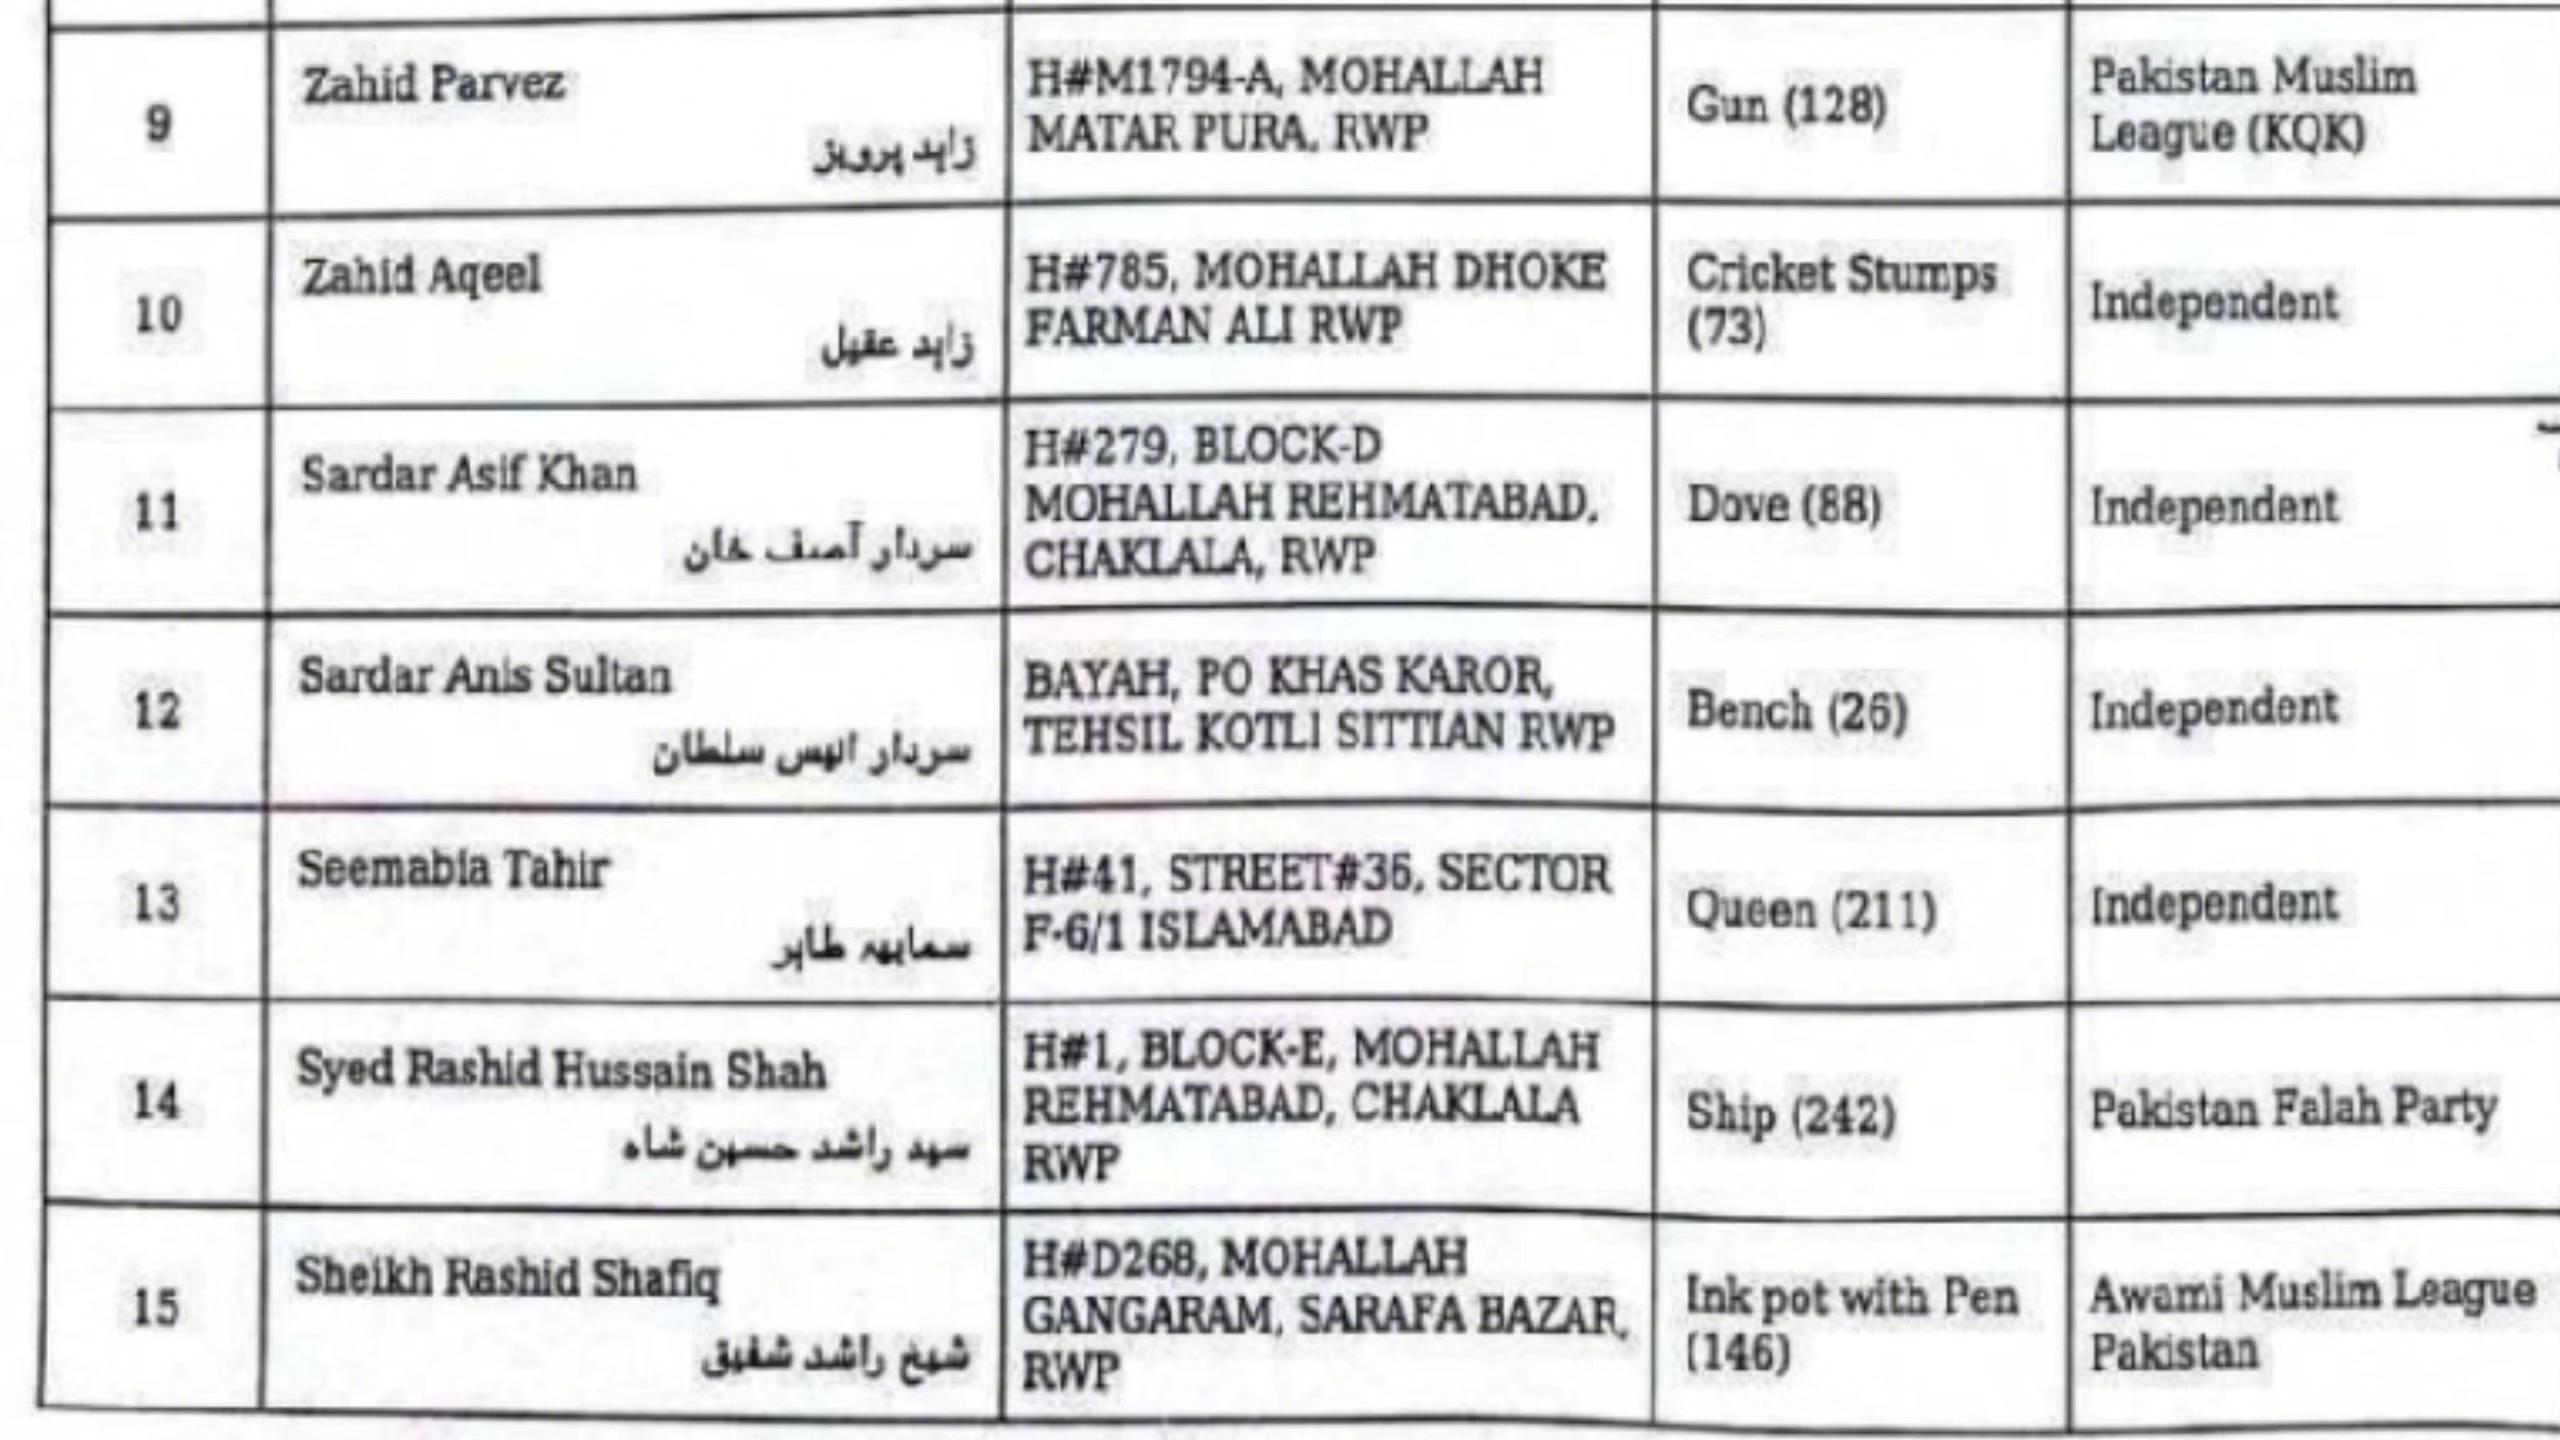 9
Zahid Parvez
زاہد پرویز
H#M1794-A, MOHALLAH
MATAR PURA, RWP
Gun (128)
Pakistan Muslim
League (KQK)
10
Zahid Aqeel
زاہد عقیل
H#785, MOHALLAH DHOKE
FARMAN ALI RWP
Cricket Stumps
(73)
Independent
11
Sardar Asif Khan
سردار آصف خان
H#279, BLOCK-D
MOHALLAH REHMATABAD,
CHAKLALA, RWP
Dove (88)
Independent
12
Sardar Anis Sultan
سردار انیس سلطان
BAYAH, PO KHAS KAROR,
TEHSIL KOTLI SITTIAN RWP
Bench (26)
Independent
13
Seemabia Tahir
سمابیہ طاہر
H#41, STREET#36, SECTOR
F-6/1 ISLAMABAD
Queen (211)
Independent
14
Syed Rashid Hussain Shah
سید راشد حسین شاہ
H#1, BLOCK-E, MOHALLAH
REHMATABAD, CHAKLALA
RWP
Ship (242)
Pakistan Falah Party
15
Sheikh Rashid Shafiq
شیخ راشد شفیق
H#D268, MOHALLAH
GANGARAM, SARAFA BAZAR,
RWP
Ink pot with Pen
(146)
Awami Muslim League
Pakistan